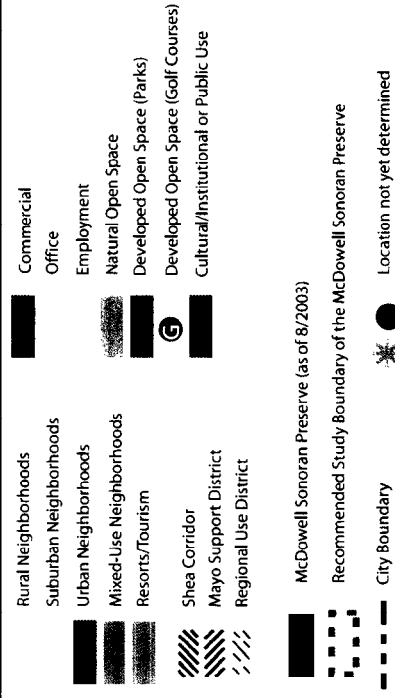 Rural Neighborhoods
Suburban Neighborhoods
Urban Neighborhoods
Mixed-Use Neighborhoods
Resorts/Tourism
Shea Corridor
Mayo Support District
Regional Use District
Commercial
Office
Employment
Natural Open Space
Developed Open Space (Parks)
G Developed Open Space (Golf Courses)
Cultural/Institutional or Public Use
McDowell Sonoran Preserve (as of 8/2003)
Recommended Study Boundary of the McDowell Sonoran Preserve
City Boundary
Location not yet determined